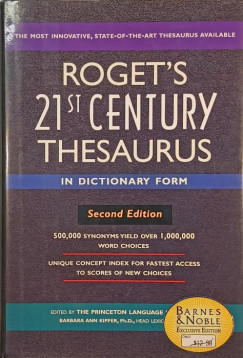 THE MOST INNOVATIVE, STATE-OF-THE-ART THESAURUS AVAILABLE
ROGET'S
21ST CENTURY
THESAURUS
IN DICTIONARY FORM
Second Edition
500,000 SYNONYMS YIELD OVER 1,000,000
WORD CHOICES
UNIQUE CONCEPT INDEX FOR FASTEST ACCESS
TO SCORES OF NEW CHOICES
EDITED BY THE PRINCETON LANGUAGE
BARBARA ANN KIPFER, Ph.D., HEAD
BARNES
& NOBLE
EXCLUSIVE EDITION